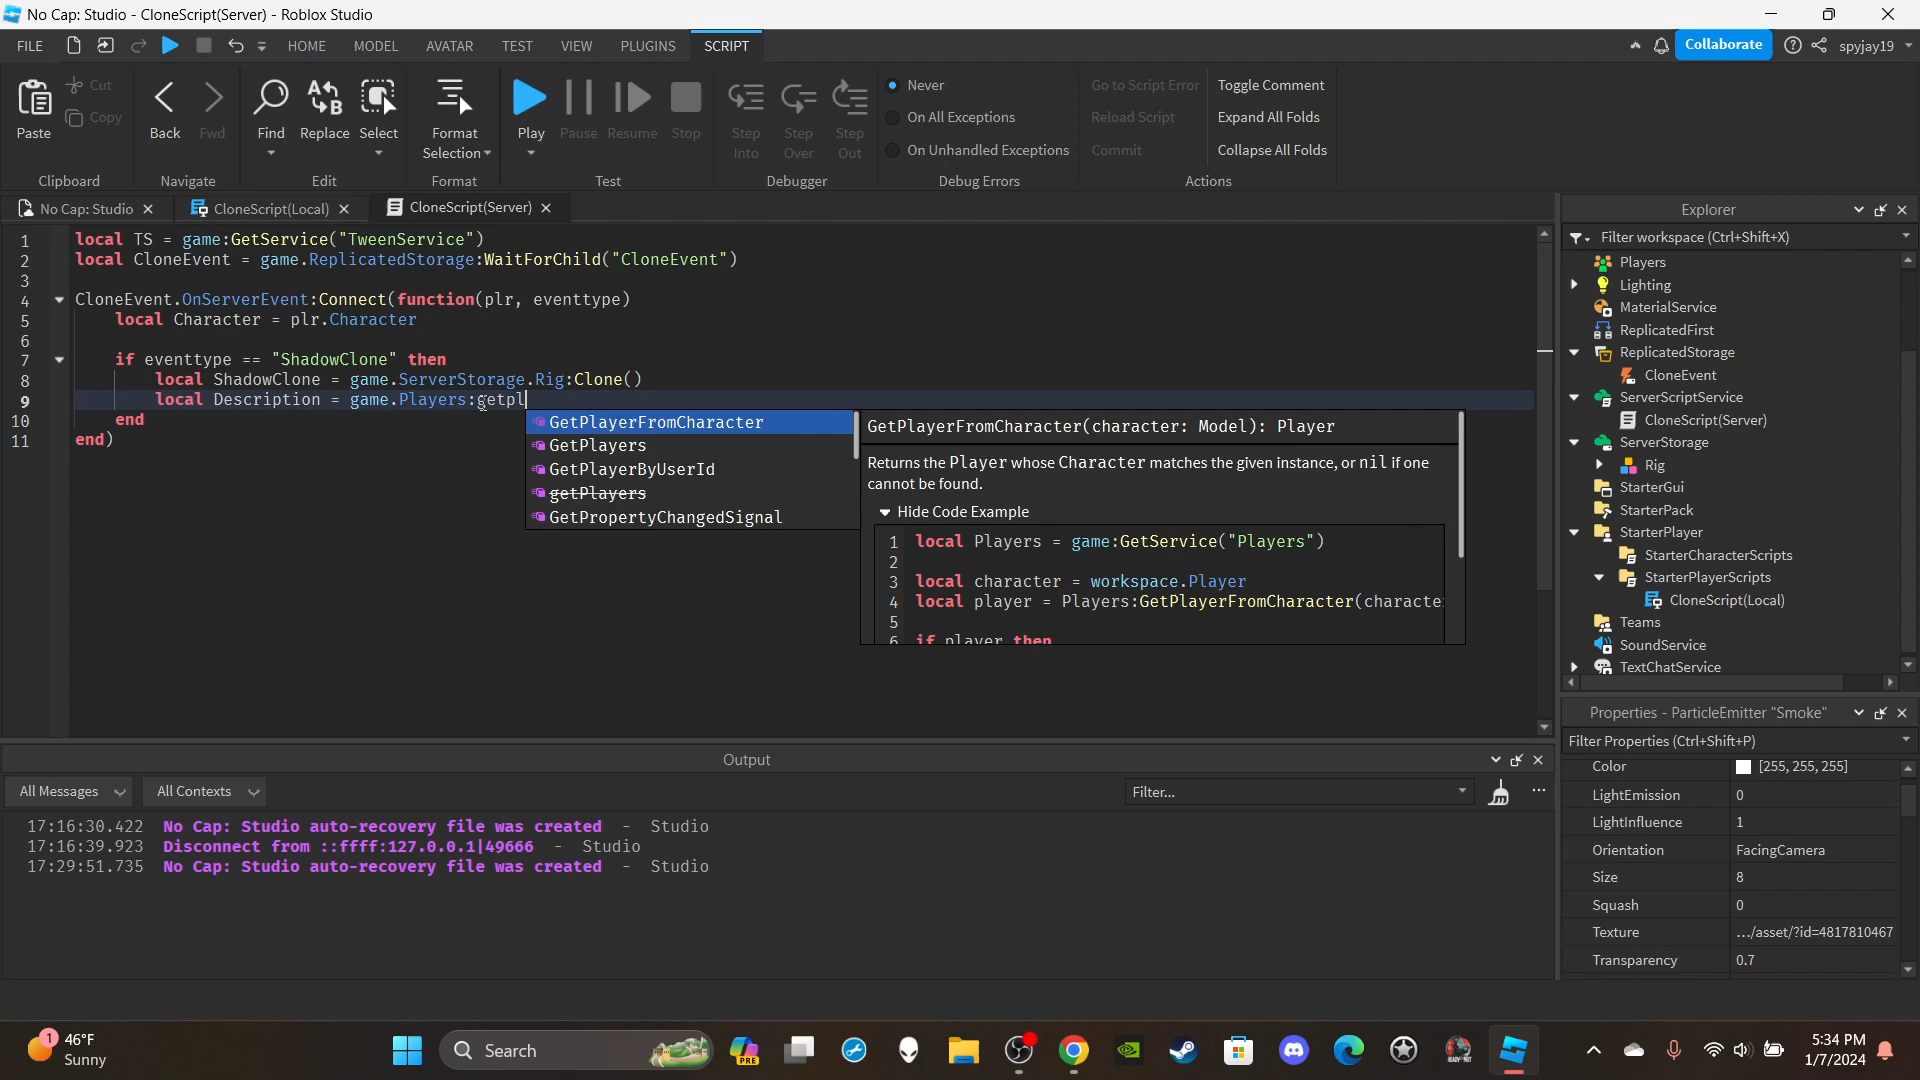 No Cap: Studio - CloneScript(Server) - Roblox Studio
FILE HOME MODEL AVATAR TEST VIEW PLUGINS SCRIPT Collaborate spyjay19
Paste Cut Copy Back Fwd Find Replace Select Format Selection Play Pause Resume Stop Step Into Step Over Step Out
Never
On All Exceptions
On Unhandled Exceptions
Go to Script Error
Reload Script
Commit
Toggle Comment
Expand All Folds
Collapse All Folds
Clipboard Navigate Edit Format Test Debugger Debug Errors Actions
No Cap: Studio CloneScript(Local) CloneScript(Server)
1 local TS = game:GetService("TweenService")
2 local CloneEvent = game.ReplicatedStorage:WaitForChild("CloneEvent")
3
4 CloneEvent.OnServerEvent:Connect(function(plr, eventtype)
5 local Character = plr.Character
6
7 if eventtype == "ShadowClone" then
8 local ShadowClone = game.ServerStorage.Rig:Clone()
9 local Description = game.Players:getpl
10 end
11 end)
GetPlayerFromCharacter
GetPlayers
GetPlayerByUserId
getPlayers
GetPropertyChangedSignal
GetPlayerFromCharacter(character: Model): Player
Returns the Player whose Character matches the given instance, or nil if one
cannot be found.
Hide Code Example
1 local Players = game:GetService("Players")
2
3 local character = workspace.Player
4 local player = Players:GetPlayerFromCharacter(characte
5
6 if player then
Explorer
Filter workspace (Ctrl+Shift+X)
Players
Lighting
MaterialService
ReplicatedFirst
ReplicatedStorage
CloneEvent
ServerScriptService
CloneScript(Server)
ServerStorage
Rig
StarterGui
StarterPack
StarterPlayer
StarterCharacterScripts
StarterPlayerScripts
CloneScript(Local)
Teams
SoundService
TextChatService
Properties - ParticleEmitter "Smoke"
Filter Properties (Ctrl+Shift+P)
Color [255, 255, 255]
LightEmission 0
LightInfluence 1
Orientation FacingCamera
Size 8
Squash 0
Texture .../asset/?id=4817810467
Transparency 0.7
Output
All Messages All Contexts Filter...
17:16:30.422 No Cap: Studio auto-recovery file was created - Studio
17:16:39.923 Disconnect from ::ffff:127.0.0.1|49666 - Studio
17:29:51.735 No Cap: Studio auto-recovery file was created - Studio
1 46°F
Sunny
Search
PRE
5:34 PM
1/7/2024